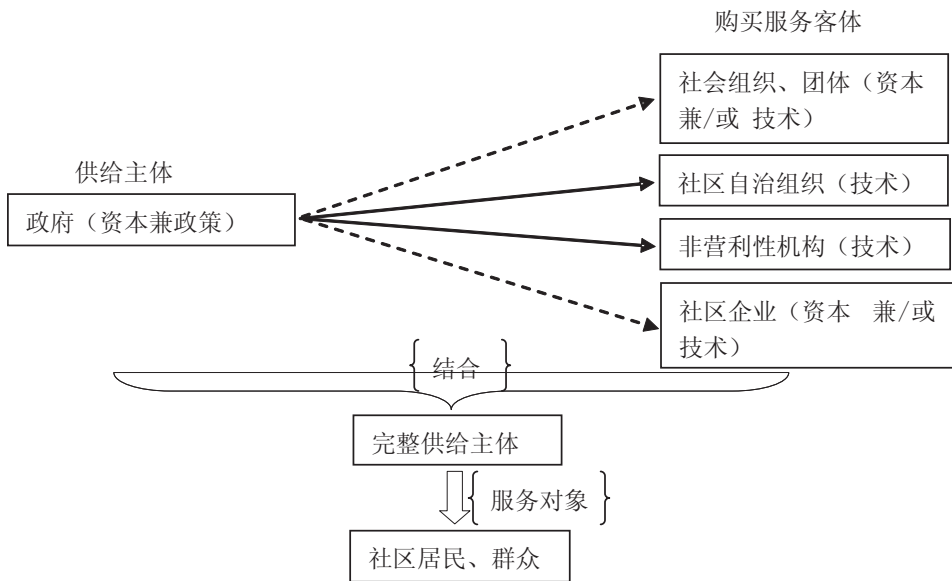 购买服务客体
社会组织、团体（资本
兼/或 技术）
供给主体
社区自治组织（技术）
政府（资本兼政策）
非营利性机构（技术）
社区企业（资本 兼/或
技术）
结合
完整供给主体
服务对象
社区居民、群众